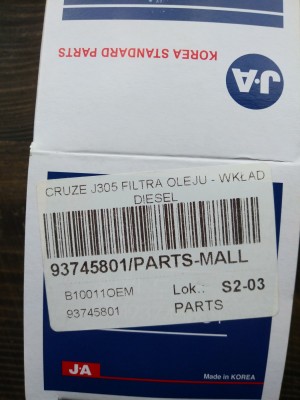 J·A
KOREA STANDARD PARTS
CRUZE J305 FILTRA OLEJU - WKŁAD
DIESEL
93745801/PARTS-MALL
B10011OEM Lok.: S2-03
93745801 PARTS
J·A
Made in KOREA